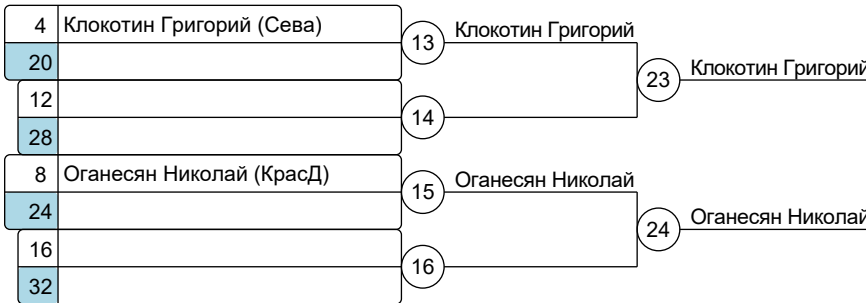 4 Клокотин Григорий (Сева)
13 Клокотин Григорий
20
23 Клокотин Григорий
12
14
28
8 Оганесян Николай (КрасД)
15 Оганесян Николай
24
24 Оганесян Николай
16
16
32